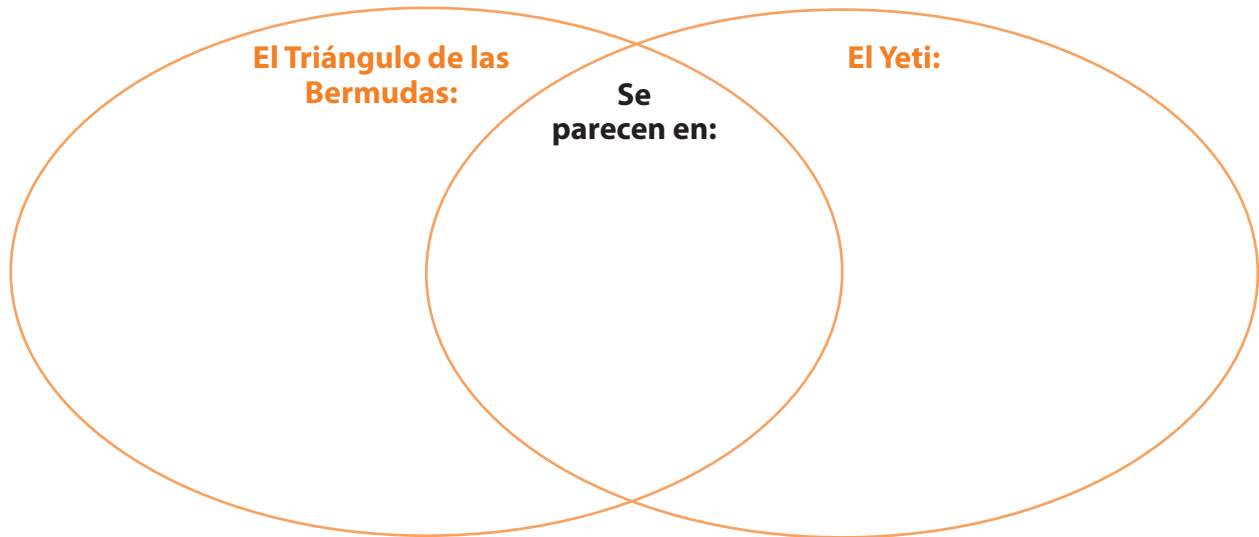 El Triángulo de las
Bermudas:
Se
parecen en:
El Yeti: